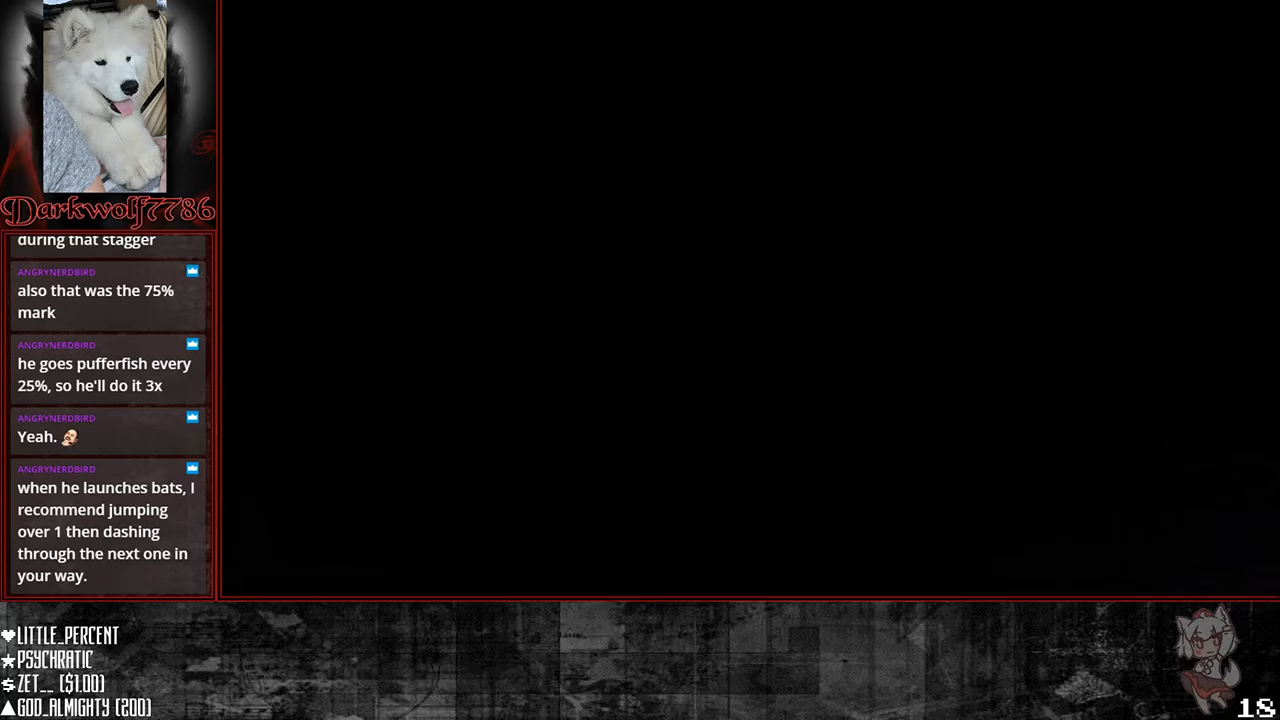 Darkwolf7786
during that stagger
ANGRYNERDBIRD
also that was the 75%
mark
ANGRYNERDBIRD
he goes pufferfish every
25%, so he'll do it 3x
ANGRYNERDBIRD
Yeah.
ANGRYNERDBIRD
when he launches bats, I
recommend jumping
over 1 then dashing
through the next one in
your way.
LITTLE_PERCENT
PSYCHRATIC
ZET__ ($1.00)
GOD_ALMIGHTY (200)
18